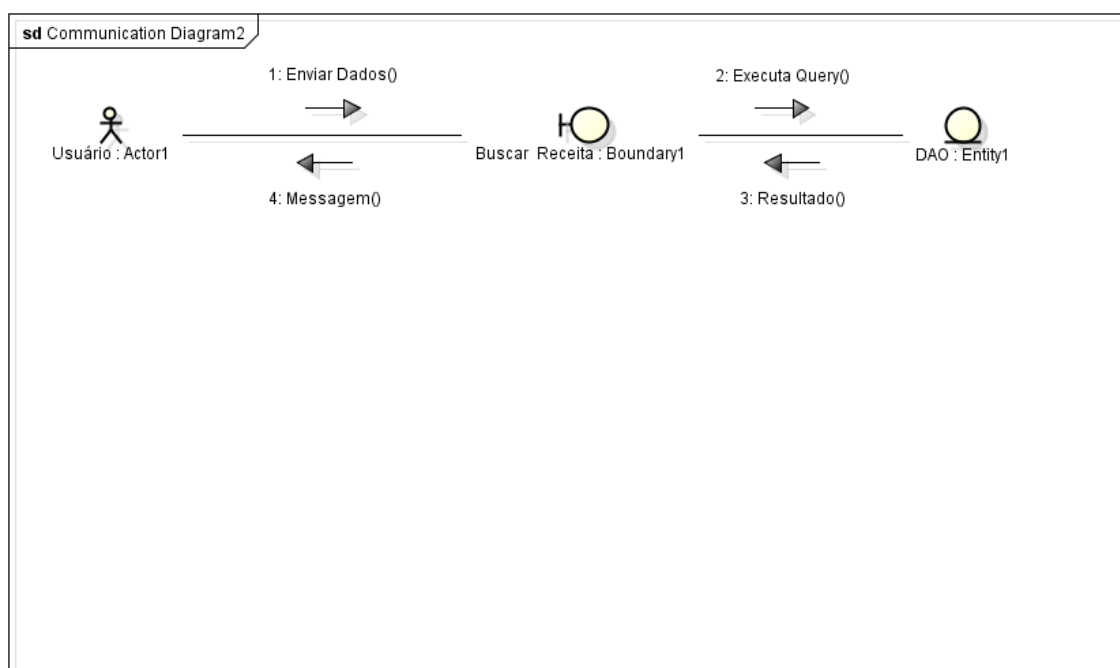 sd Communication Diagram2
1: Enviar Dados()
2: Executa Query()
Usuário : Actor1
Buscar Receita : Boundary1
DAO : Entity1
4: Messagem()
3: Resultado()